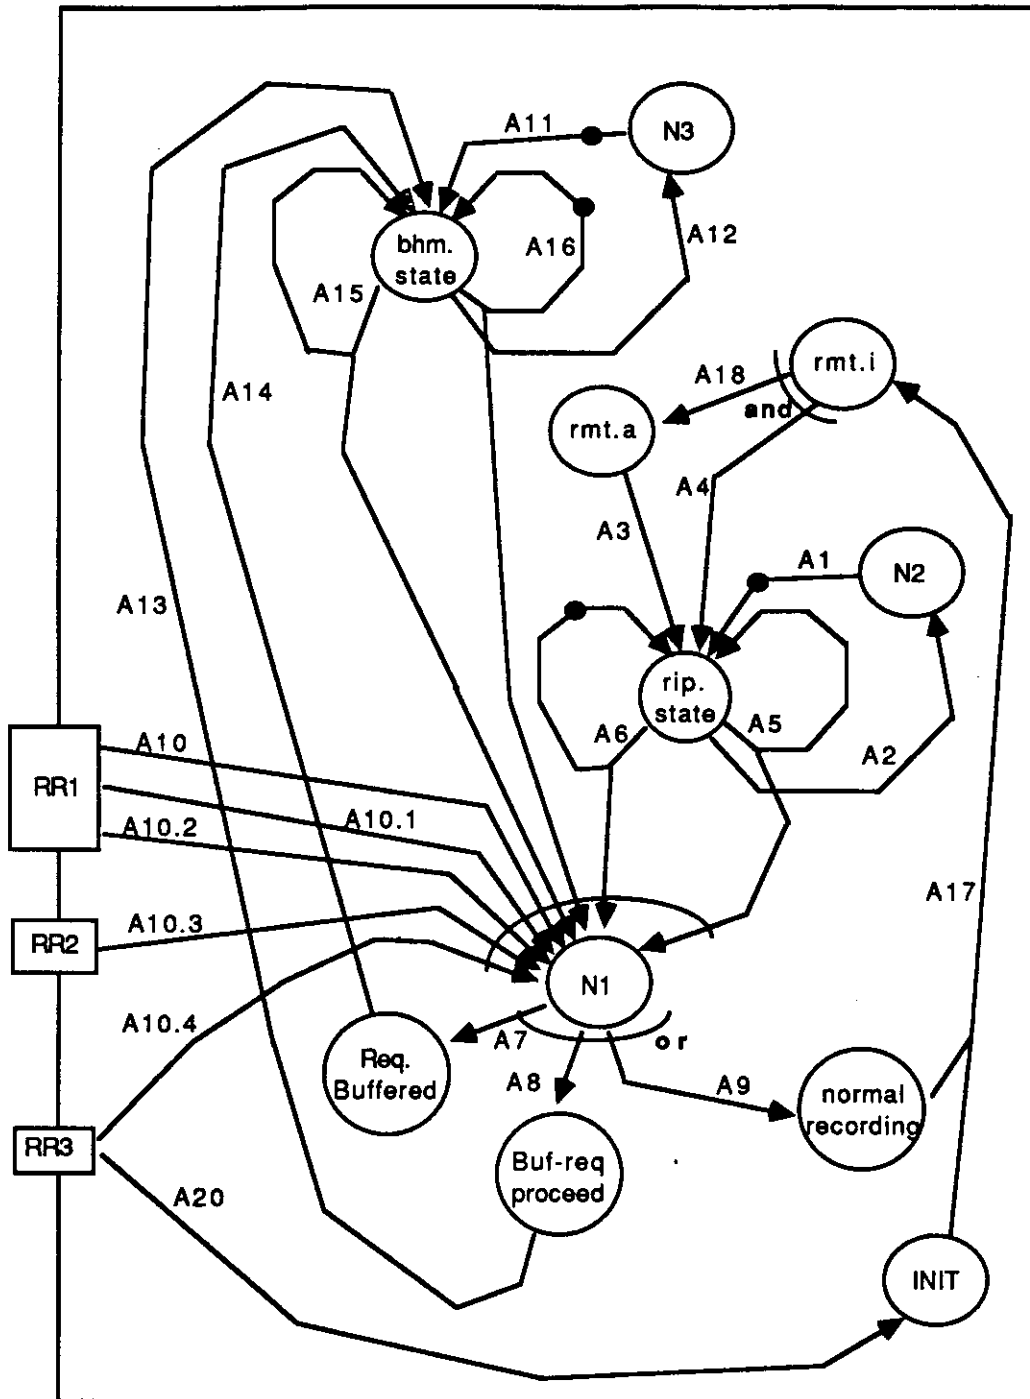 A11
N3
bhm.
state
A16
A12
A15
A14
A18
rmt.i
and
rmt.a
A4
A3
A1
N2
A13
rip.
state
A6
A5
A2
A10
RR1
A10.1
A10.2
A17
A10.3
RR2
N1
A10.4
A7
or
Req.
Buffered
A8
A9
normal
recording
RR3
Buf-req
proceed
A20
INIT